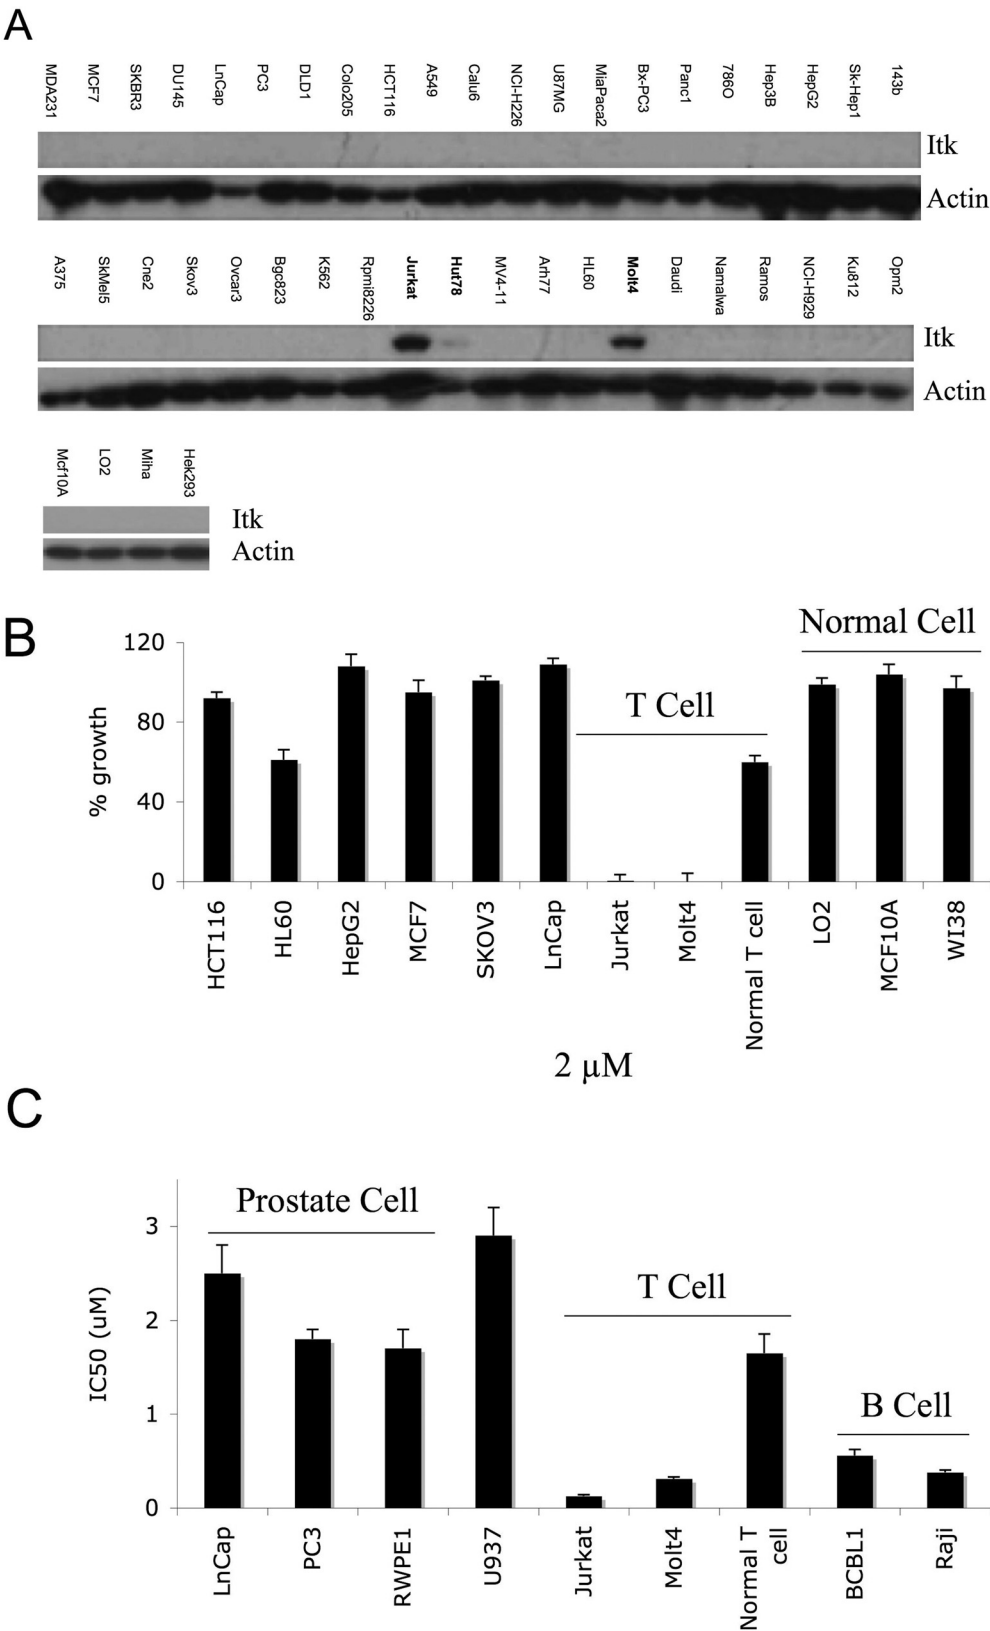 A
MDA231 MCF7 SKBR3 DU145 LnCap PC3 DLD1 Colo205 HCT116 A549 Calu6 NCI-H226 U87MG MiaPaca2 Bx-PC3 Panc1 786O Hep3B HepG2 Sk-Hep1 143b
Itk
Actin
A375 SkMel5 Cne2 Skov3 Ovcar3 Bgc823 K562 Rpmi8226 Jurkat Hut78 MV4-11 Arh77 HL60 Molt4 Daudi Namalwa Ramos NCI-H929 Ku812 Opm2
Itk
Actin
Mcf10A LO2 Miha Hek293
Itk
Actin
B
Normal Cell
T Cell
% growth
120
80
40
0
HCT116 HL60 HepG2 MCF7 SKOV3 LnCap Jurkat Molt4 Normal T cell LO2 MCF10A WI38
2 µM
C
Prostate Cell
T Cell
B Cell
IC50 (uM)
3
2
1
0
LnCap PC3 RWPE1 U937 Jurkat Molt4 Normal T cell BCBL1 Raji